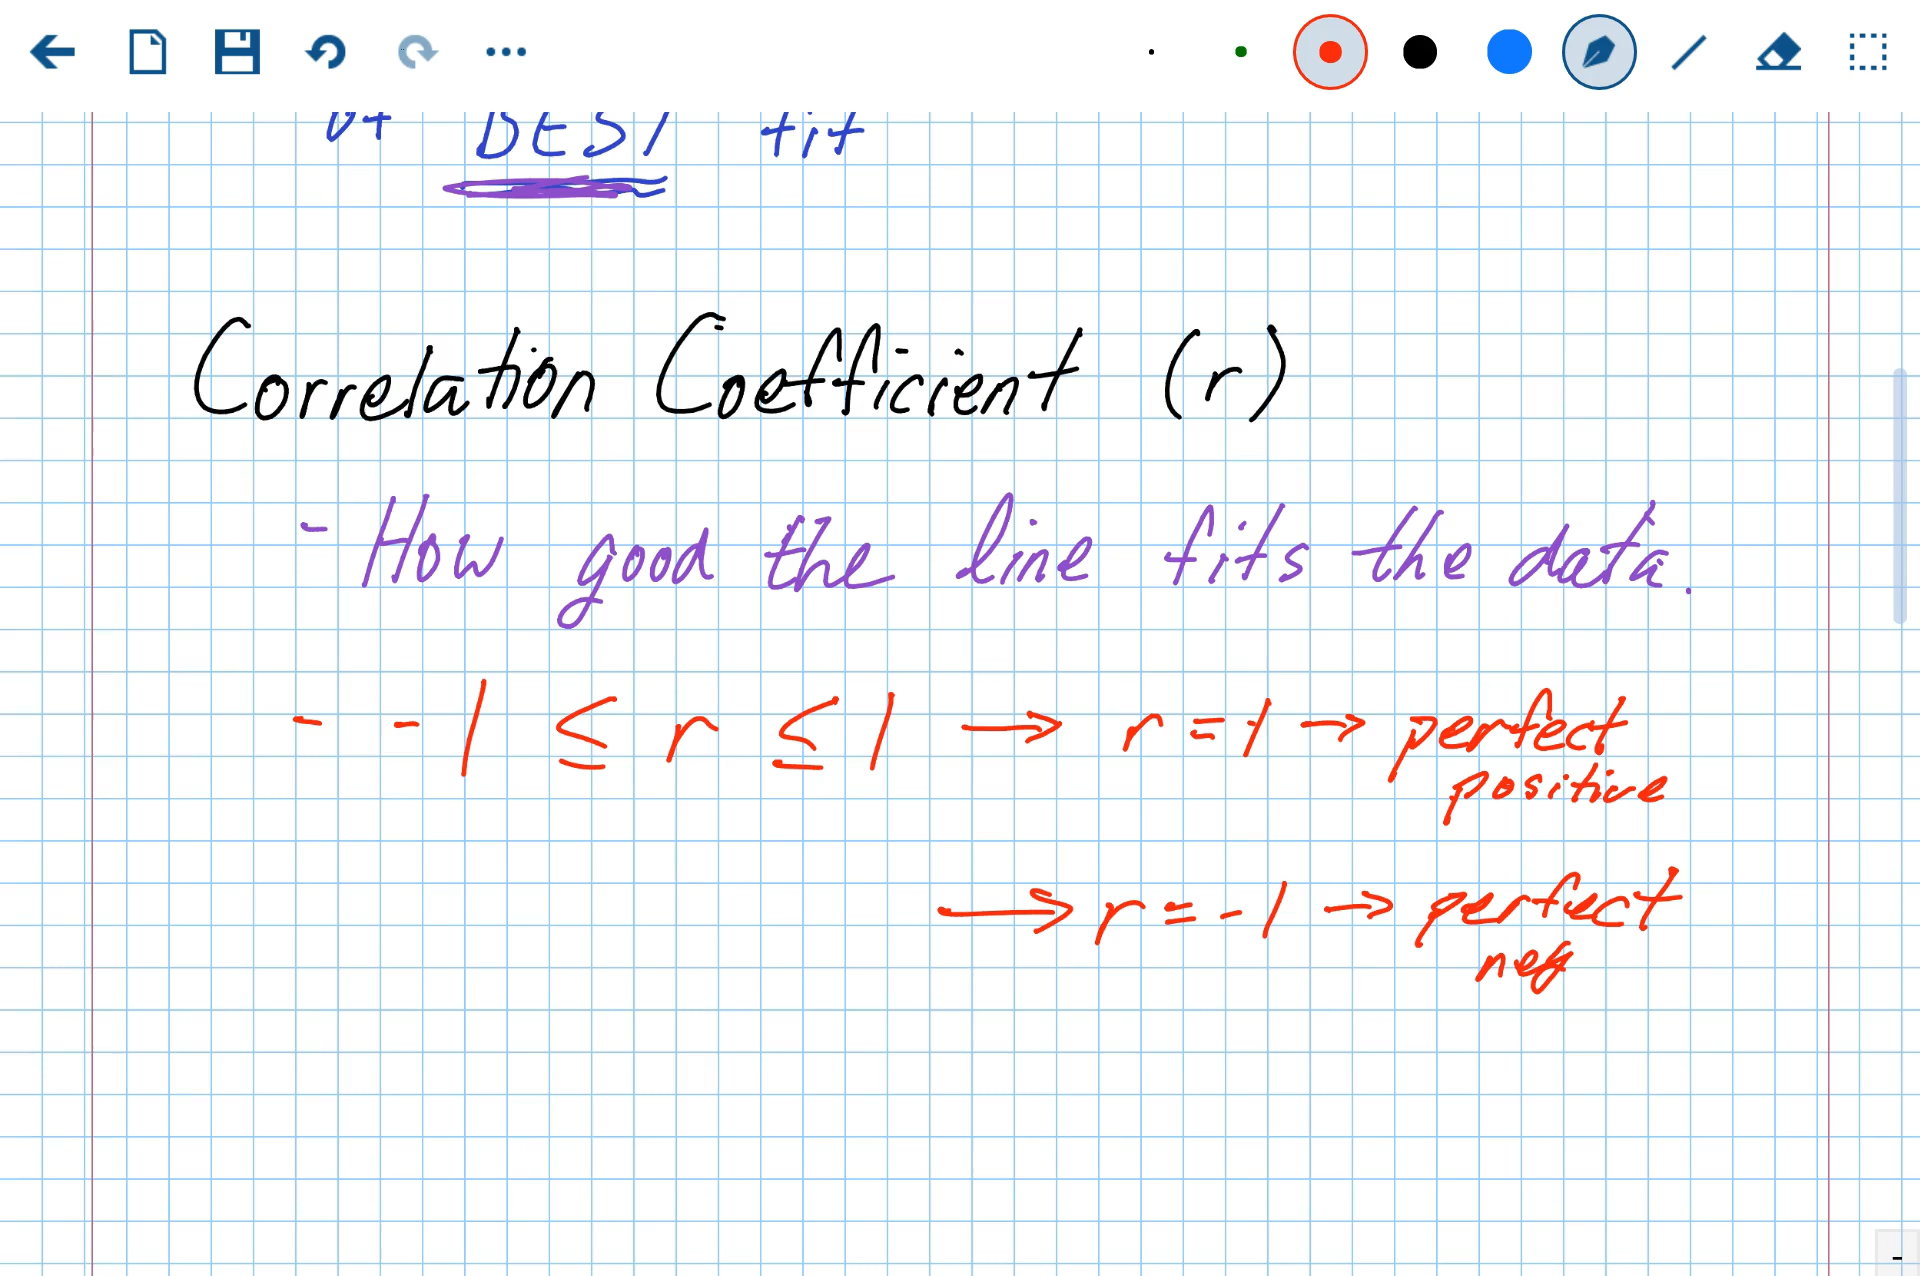 of BEST fit
Correlation Coefficient (r)
- How good the line fits the data.
- -1 ≤ r ≤ 1 → r = 1 → perfect
positive
→ r = -1 → perfect
neg